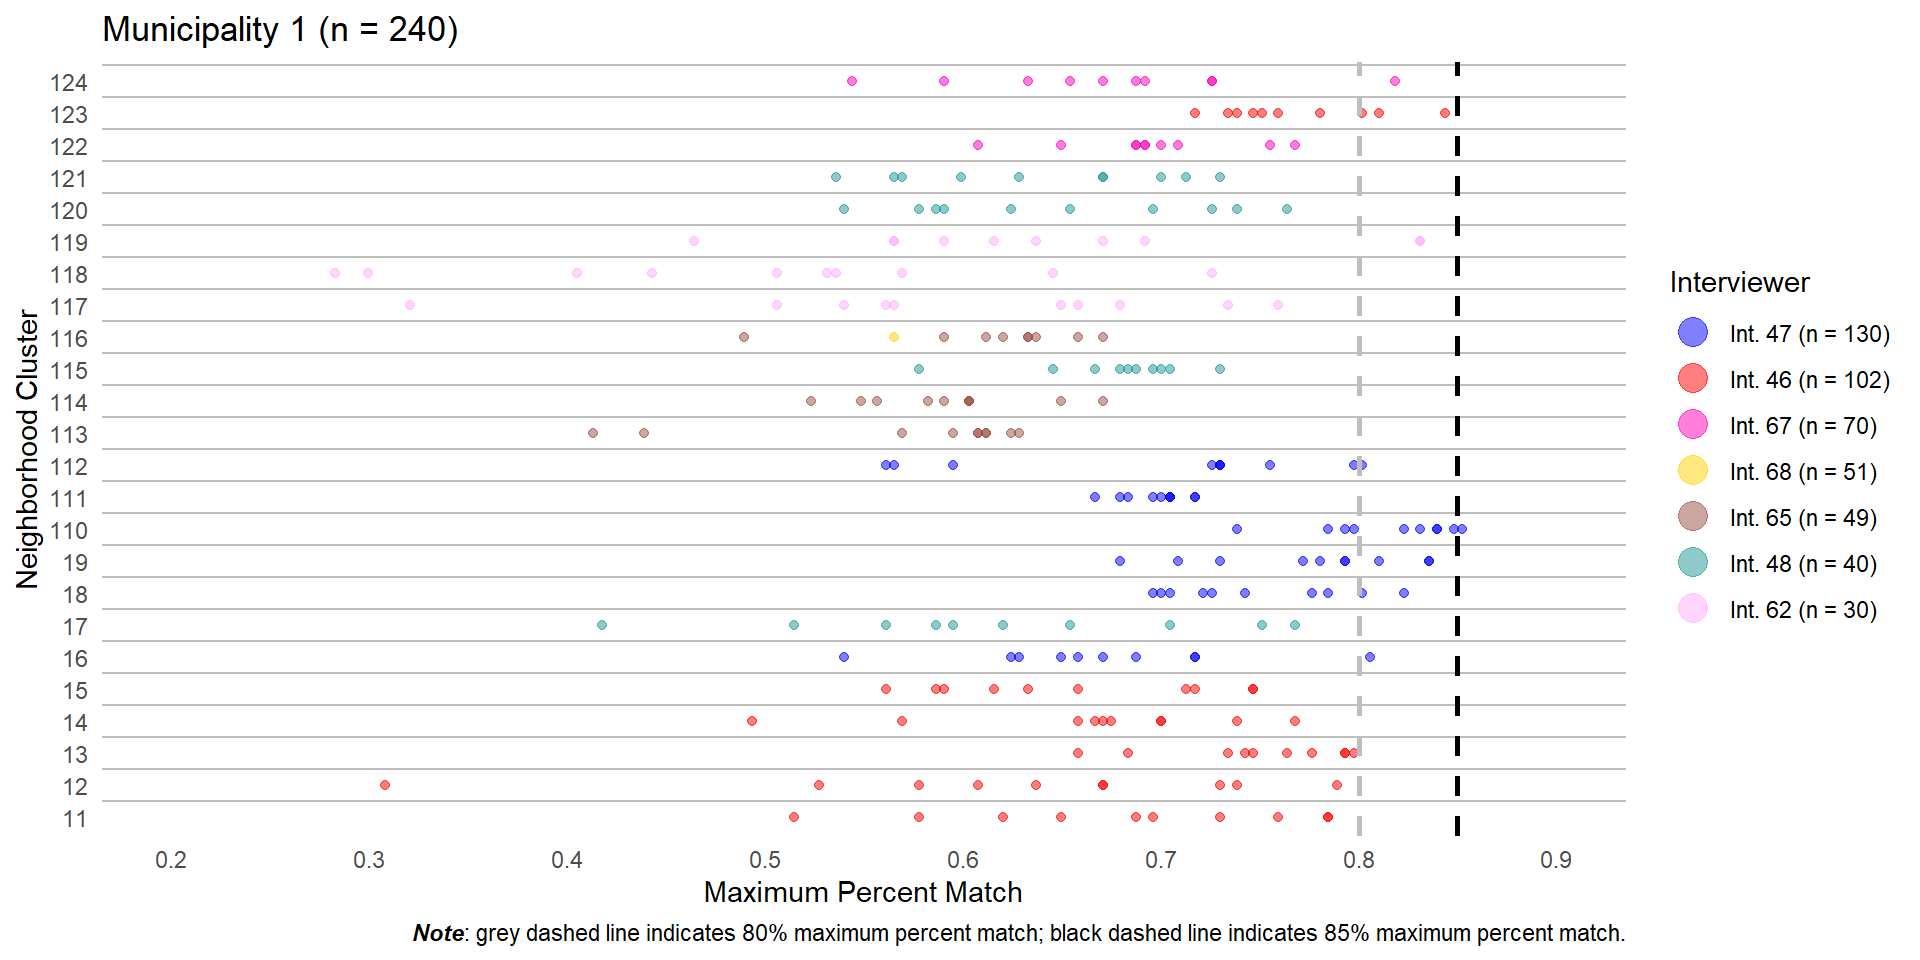 Municipality 1 (n = 240)
Neighborhood Cluster
124
123
122
121
120
119
118
117
116
115
114
113
112
111
110
19
18
17
16
15
14
13
12
11
0.2 0.3 0.4 0.5 0.6 0.7 0.8 0.9
Maximum Percent Match
Note: grey dashed line indicates 80% maximum percent match; black dashed line indicates 85% maximum percent match.
Interviewer
Int. 47 (n = 130)
Int. 46 (n = 102)
Int. 67 (n = 70)
Int. 68 (n = 51)
Int. 65 (n = 49)
Int. 48 (n = 40)
Int. 62 (n = 30)